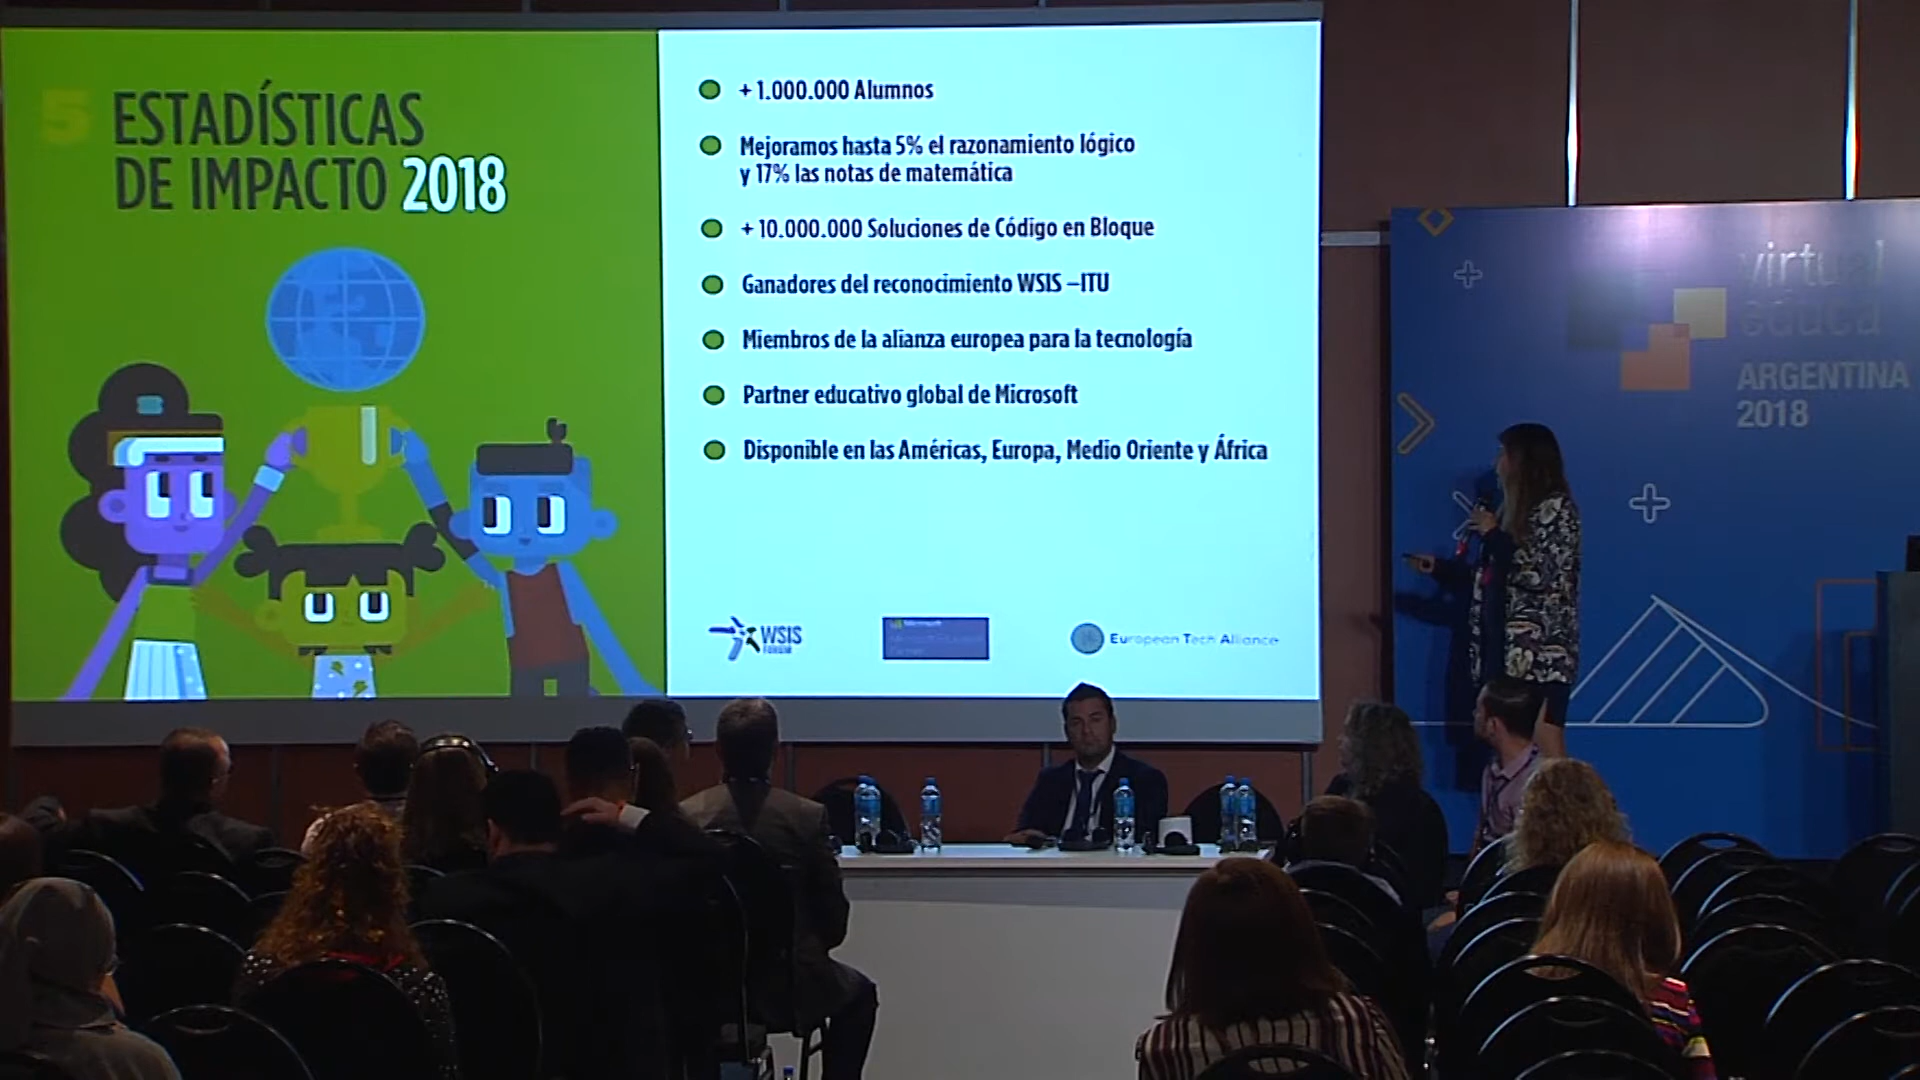 5 ESTADÍSTICAS
DE IMPACTO 2018
+ 1.000.000 Alumnos
Mejoramos hasta 5% el razonamiento lógico
y 17% las notas de matemática
+ 10.000.000 Soluciones de Código en Bloque
Ganadores del reconocimiento WSIS –ITU
Miembros de la alianza europea para la tecnología
Partner educativo global de Microsoft
Disponible en las Américas, Europa, Medio Oriente y África
WSIS
FORUM
Microsoft
European Tech Alliance
virtual
educa
ARGENTINA
2018